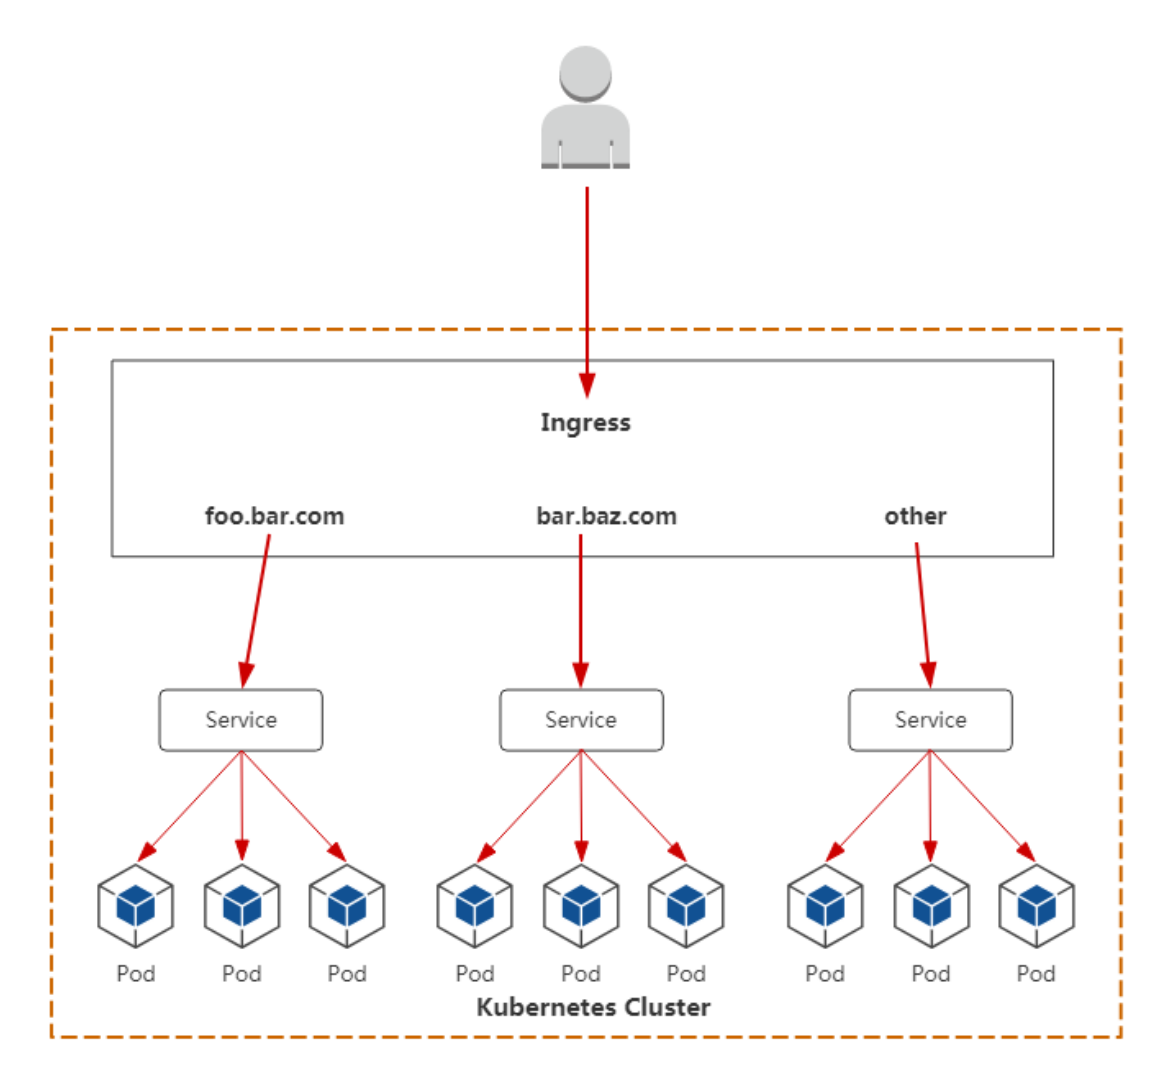 Ingress
foo.bar.com bar.baz.com other
Service Service Service
Pod Pod Pod Pod Pod Pod Pod Pod Pod
Kubernetes Cluster